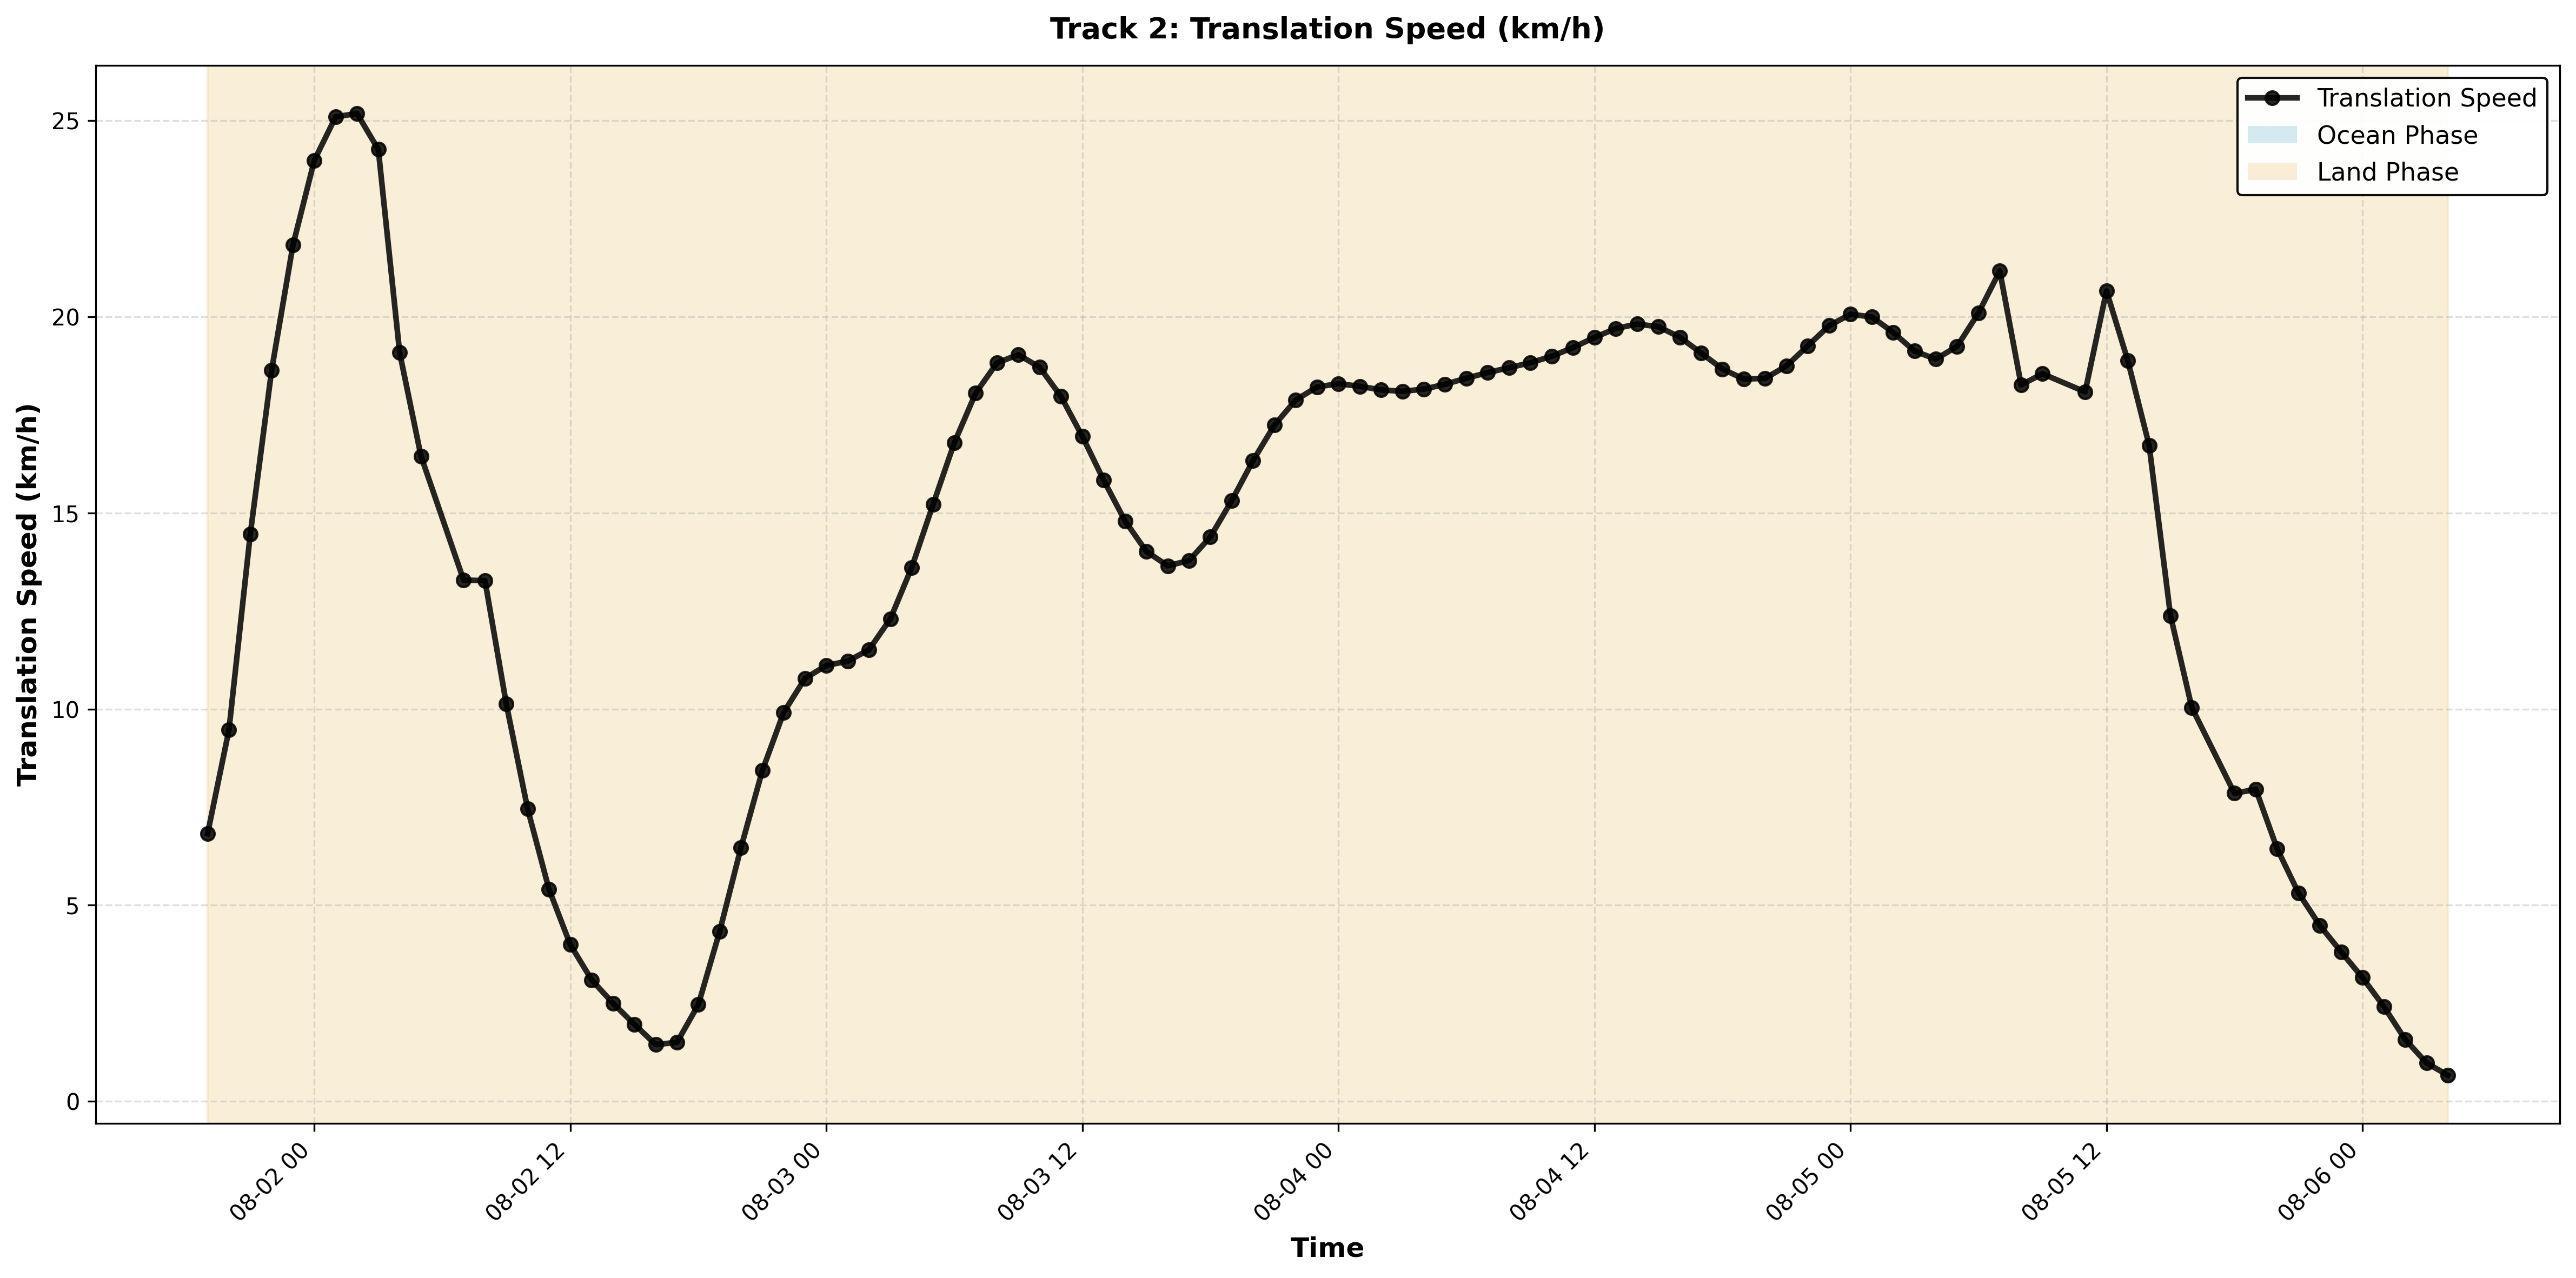 Track 2: Translation Speed (km/h)
Translation Speed
Ocean Phase
Land Phase
Translation Speed (km/h)
25
20
15
10
5
0
08-02 00
08-02 12
08-03 00
08-03 12
08-04 00
08-04 12
08-05 00
08-05 12
08-06 00
Time